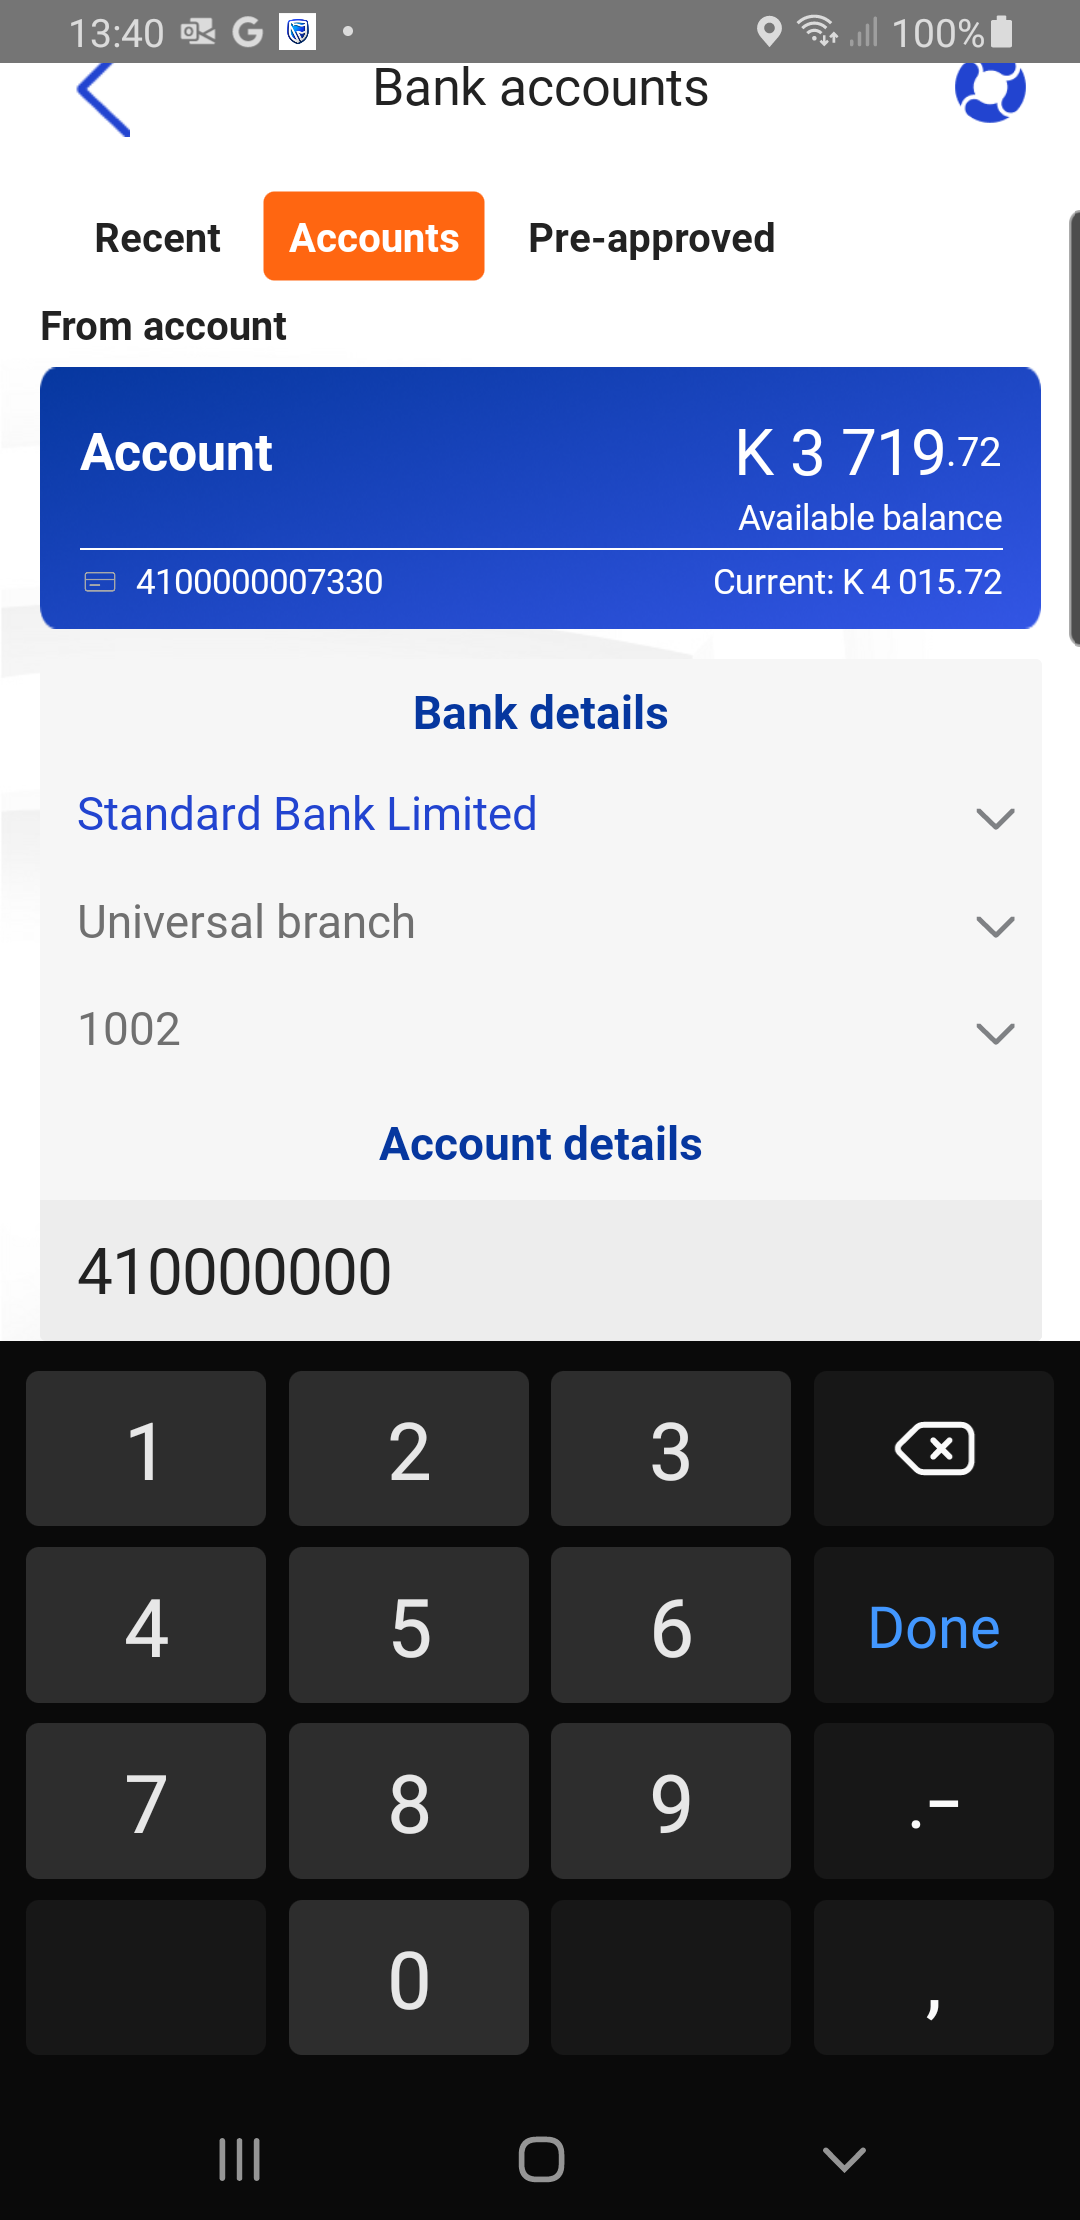 13:40
100%
Bank accounts
Recent Accounts Pre-approved
From account
Account K 3 719.72
Available balance
4100000007330 Current: K 4 015.72
Bank details
Standard Bank Limited
Universal branch
1002
Account details
410000000
1 2 3
4 5 6 Done
7 8 9 .-
0 ,